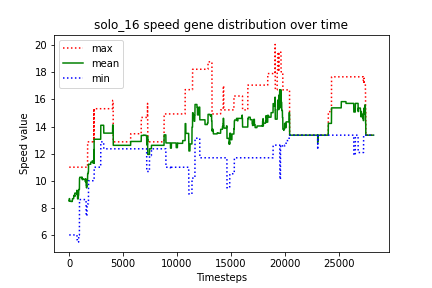 solo_16 speed gene distribution over time
max
mean
min
Speed value
20
18
16
14
12
10
8
6
0
5000
10000
15000
20000
25000
Timesteps